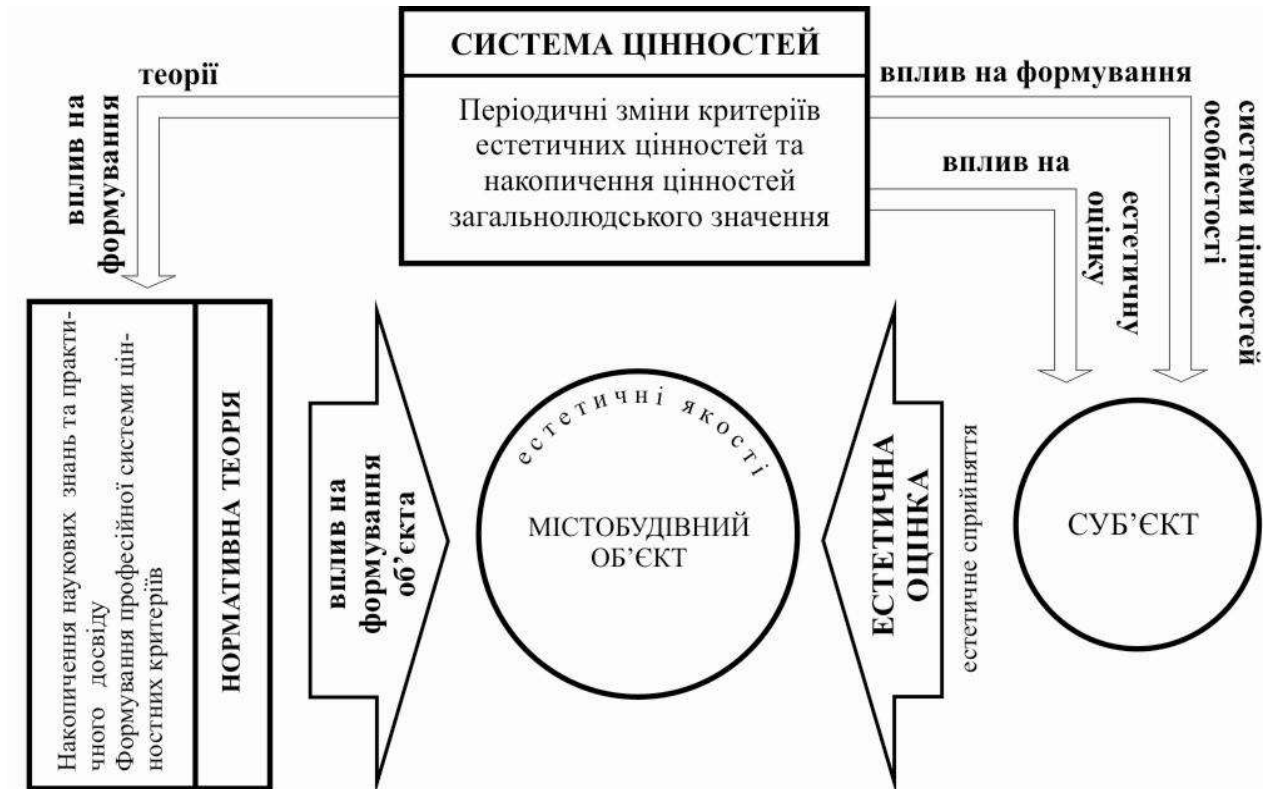 СИСТЕМА ЦІННОСТЕЙ
Періодичні зміни критеріїв
естетичних цінностей та
накопичення цінностей
загальнолюдського значення
вплив на
формування
теорії
вплив на формування
системи цінностей
особистості
вплив на
естетичну
оцінку
Накопичення наукових знань та практи-
чного досвіду
Формування професійної системи цін-
ностних критеріїв
НОРМАТИВНА ТЕОРІЯ
вплив на
формування
об’єкта
естетичні якості
МІСТОБУДІВНИЙ
ОБ’ЄКТ
ЕСТЕТИЧНА
ОЦІНКА
естетичне сприйняття
СУБ’ЄКТ